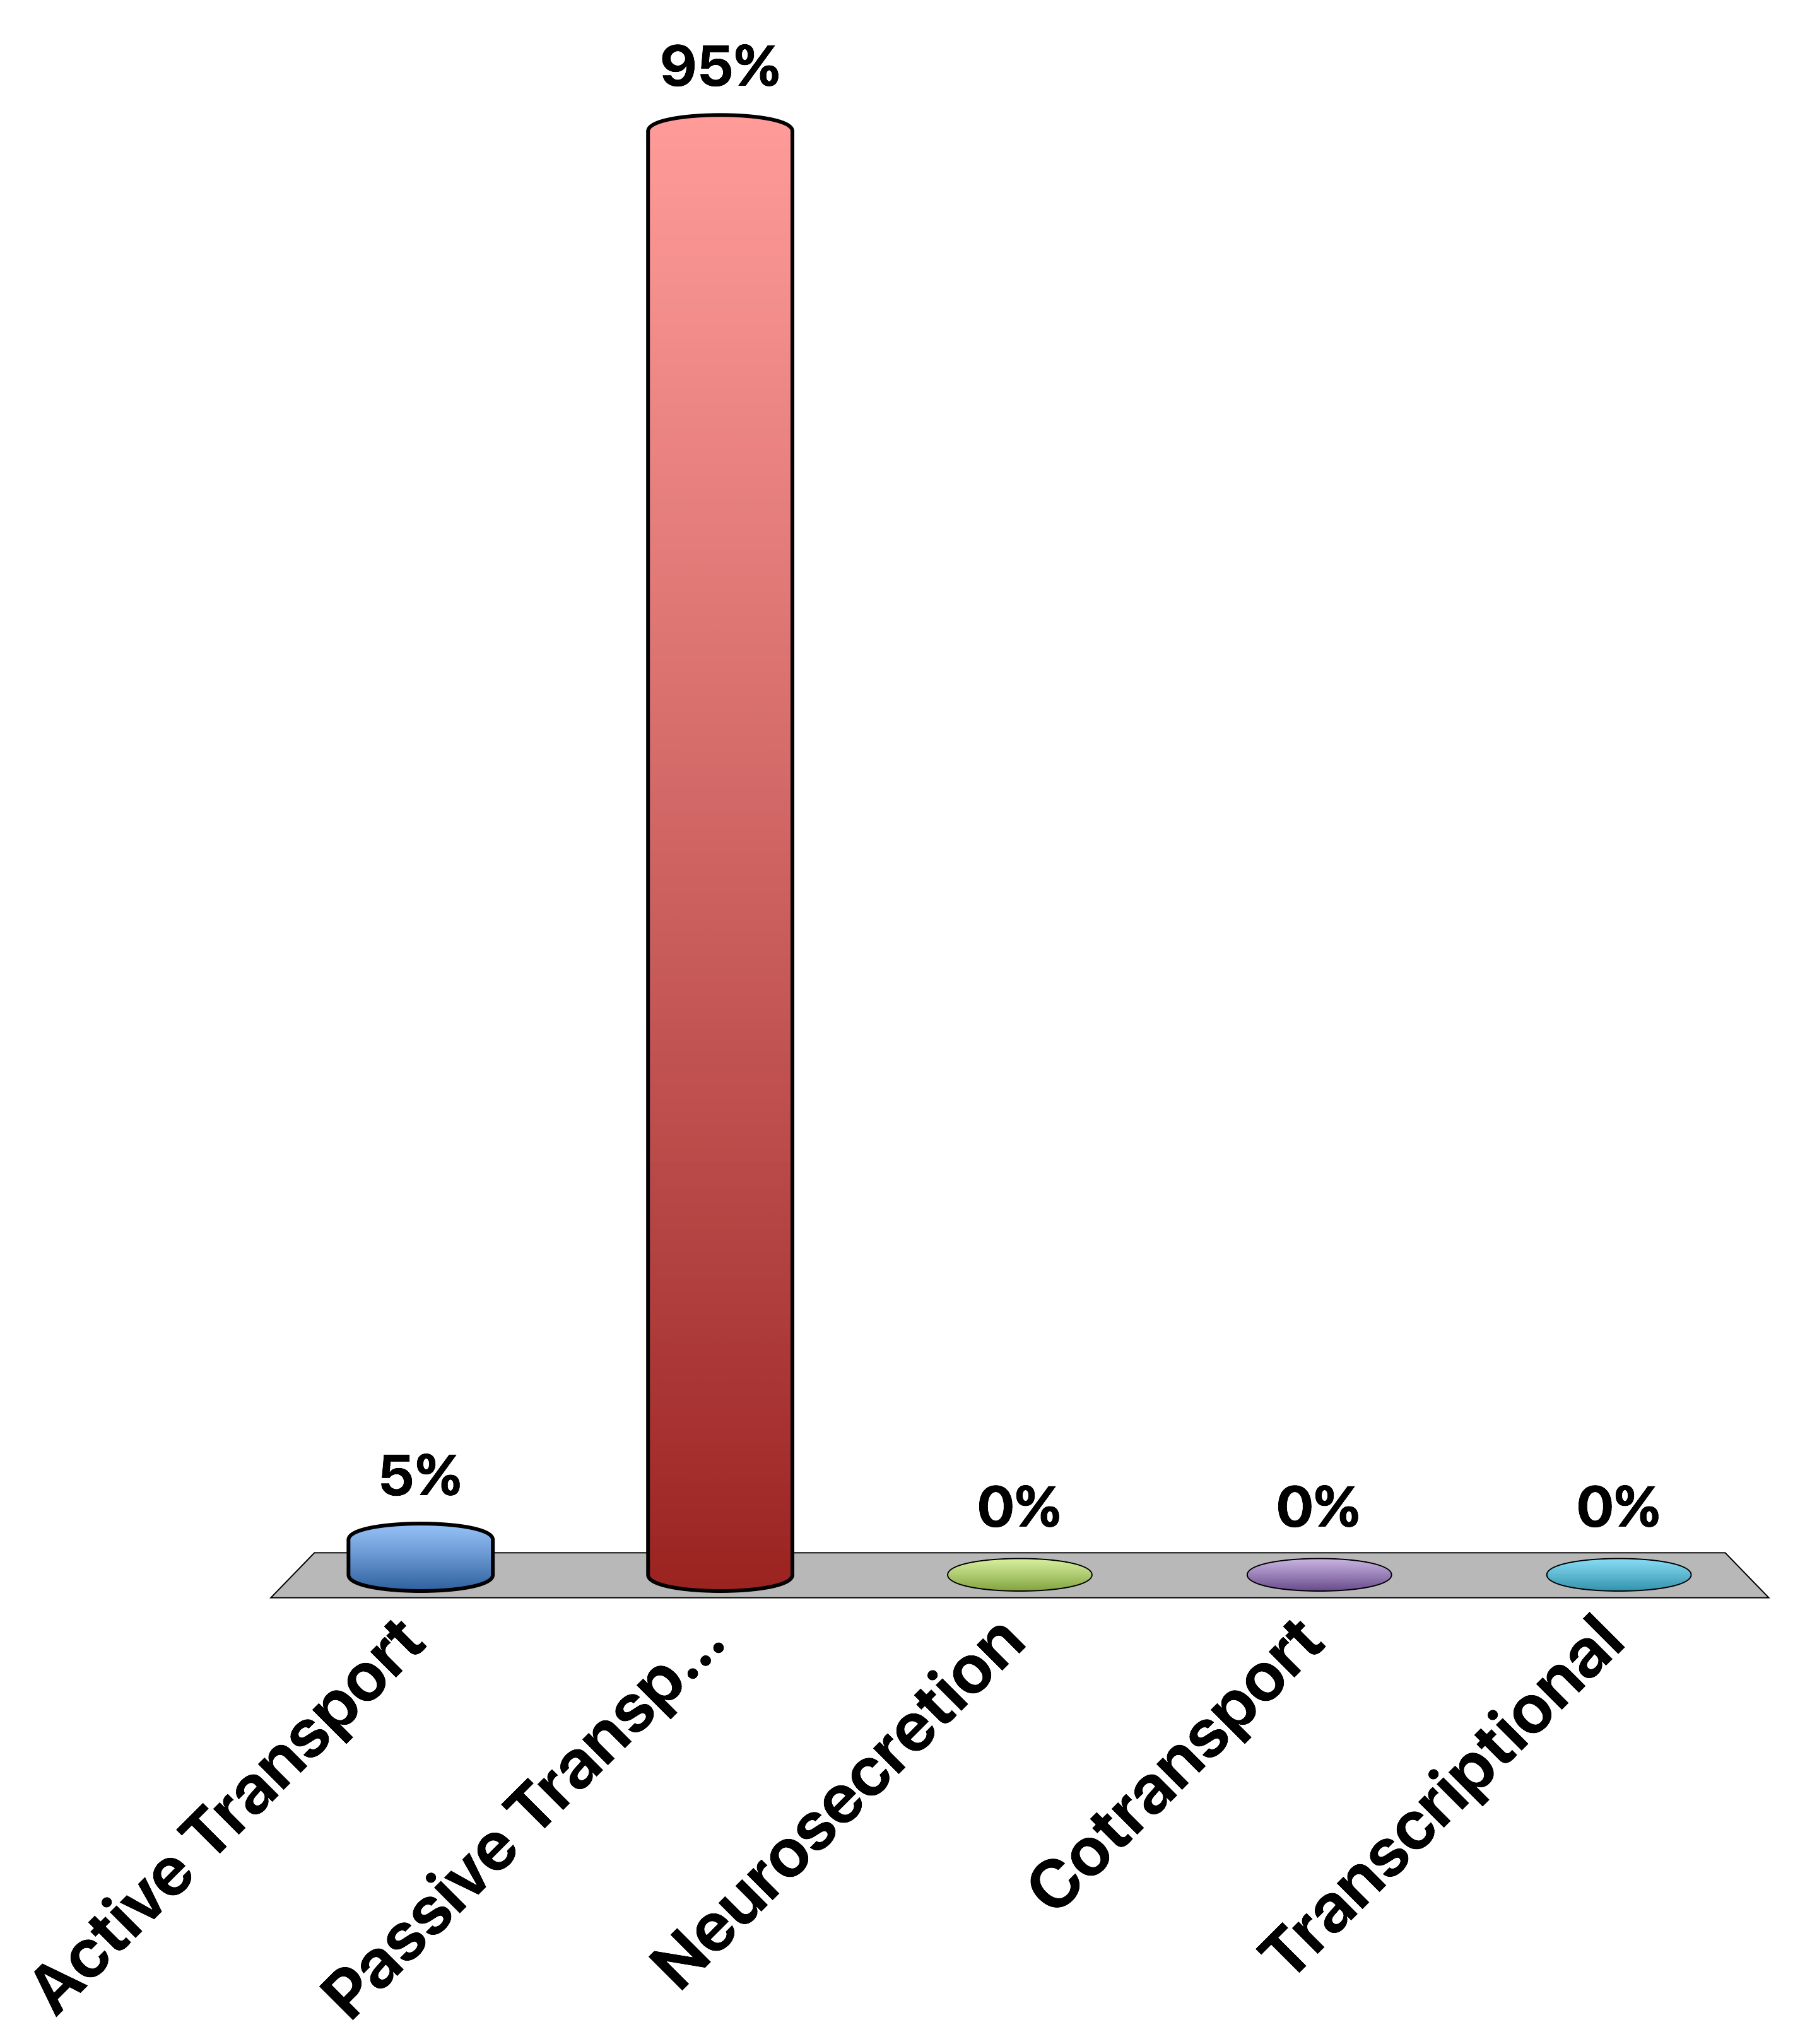 95%
5%
0%
0%
0%
Active Transport
Passive Transp...
Neurosecretion
Cotransport
Transcriptional